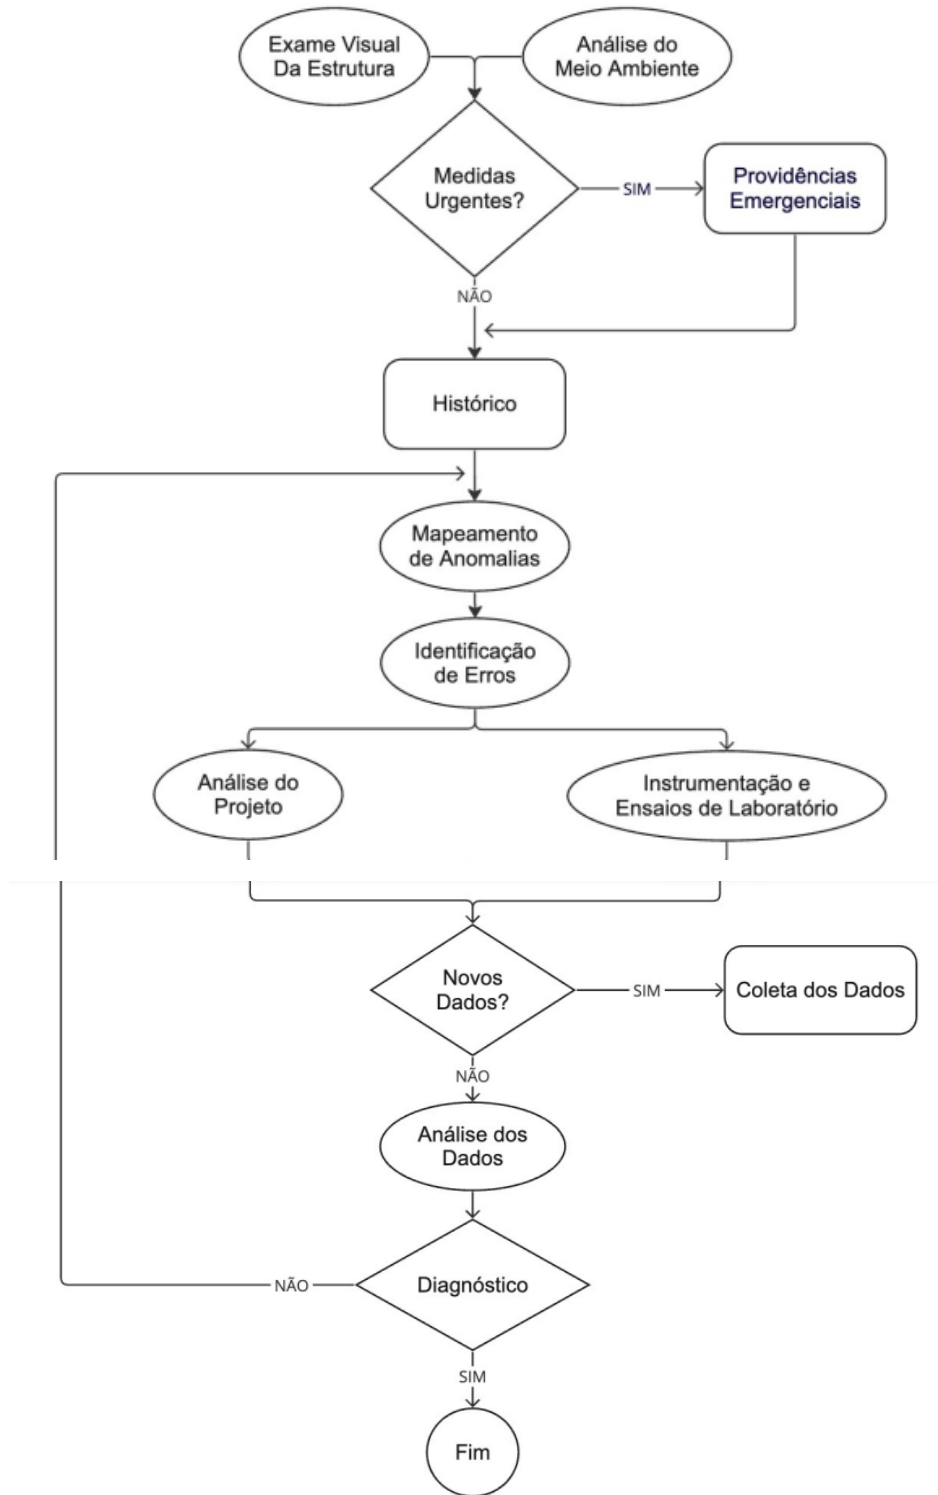 Exame Visual
Da Estrutura
Análise do
Meio Ambiente
Medidas
Urgentes?
SIM
Providências
Emergenciais
NÃO
Histórico
Mapeamento
de Anomalias
Identificação
de Erros
Análise do
Projeto
Instrumentação e
Ensaios de Laboratório
Novos
Dados?
SIM
Coleta dos Dados
NÃO
Análise dos
Dados
Diagnóstico
NÃO
SIM
Fim